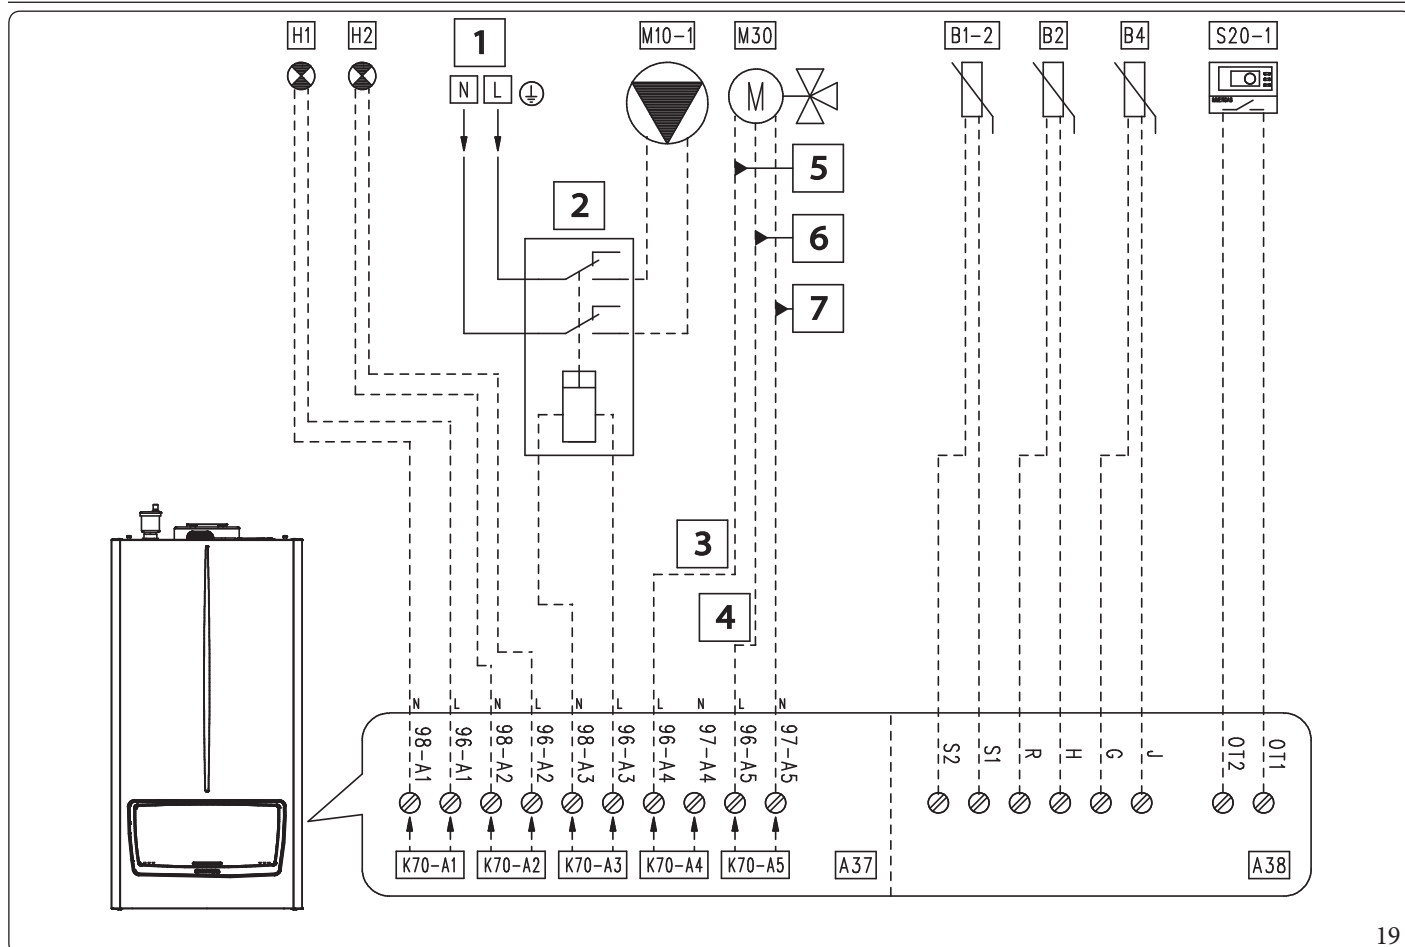 H1 H2 1 M10-1 M30 B1-2 B2 B4 S20-1
N L M
5
2
6
7
3
4
N L N L N L L N L N
98-A1 96-A1 98-A2 96-A2 98-A3 96-A3 96-A4 97-A4 96-A5 97-A5 S2 S1 R H G J OT2 OT1
K70-A1 K70-A2 K70-A3 K70-A4 K70-A5 A37 A38
19